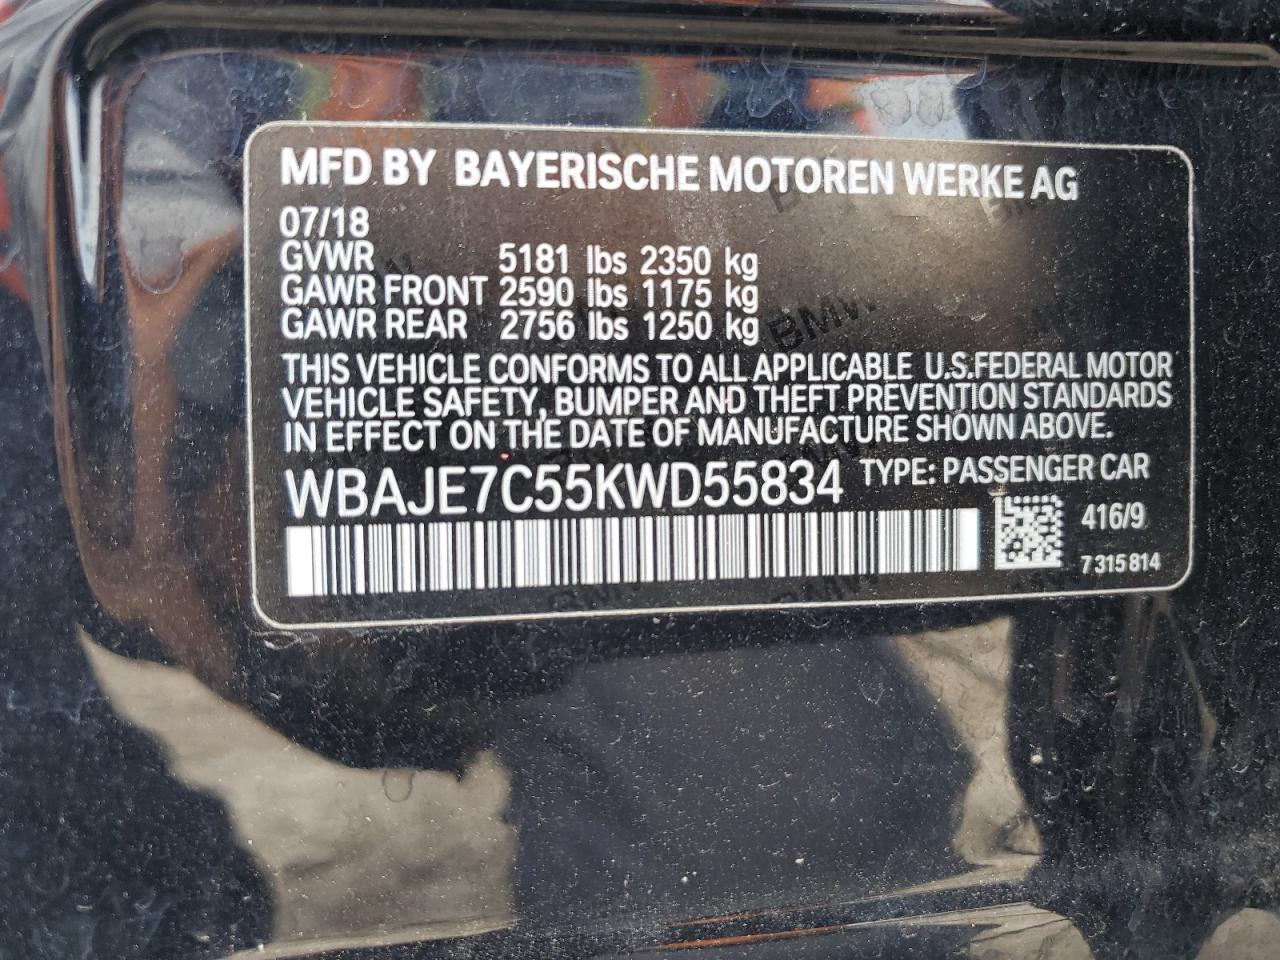 MFD BY BAYERISCHE MOTOREN WERKE AG
07/18
GVWR 5181 lbs 2350 kg
GAWR FRONT 2590 lbs 1175 kg
GAWR REAR 2756 lbs 1250 kg
THIS VEHICLE CONFORMS TO ALL APPLICABLE U.S.FEDERAL MOTOR
VEHICLE SAFETY, BUMPER AND THEFT PREVENTION STANDARDS
IN EFFECT ON THE DATE OF MANUFACTURE SHOWN ABOVE.
WBAJE7C55KWD55834 TYPE: PASSENGER CAR
416/9
7 315 814